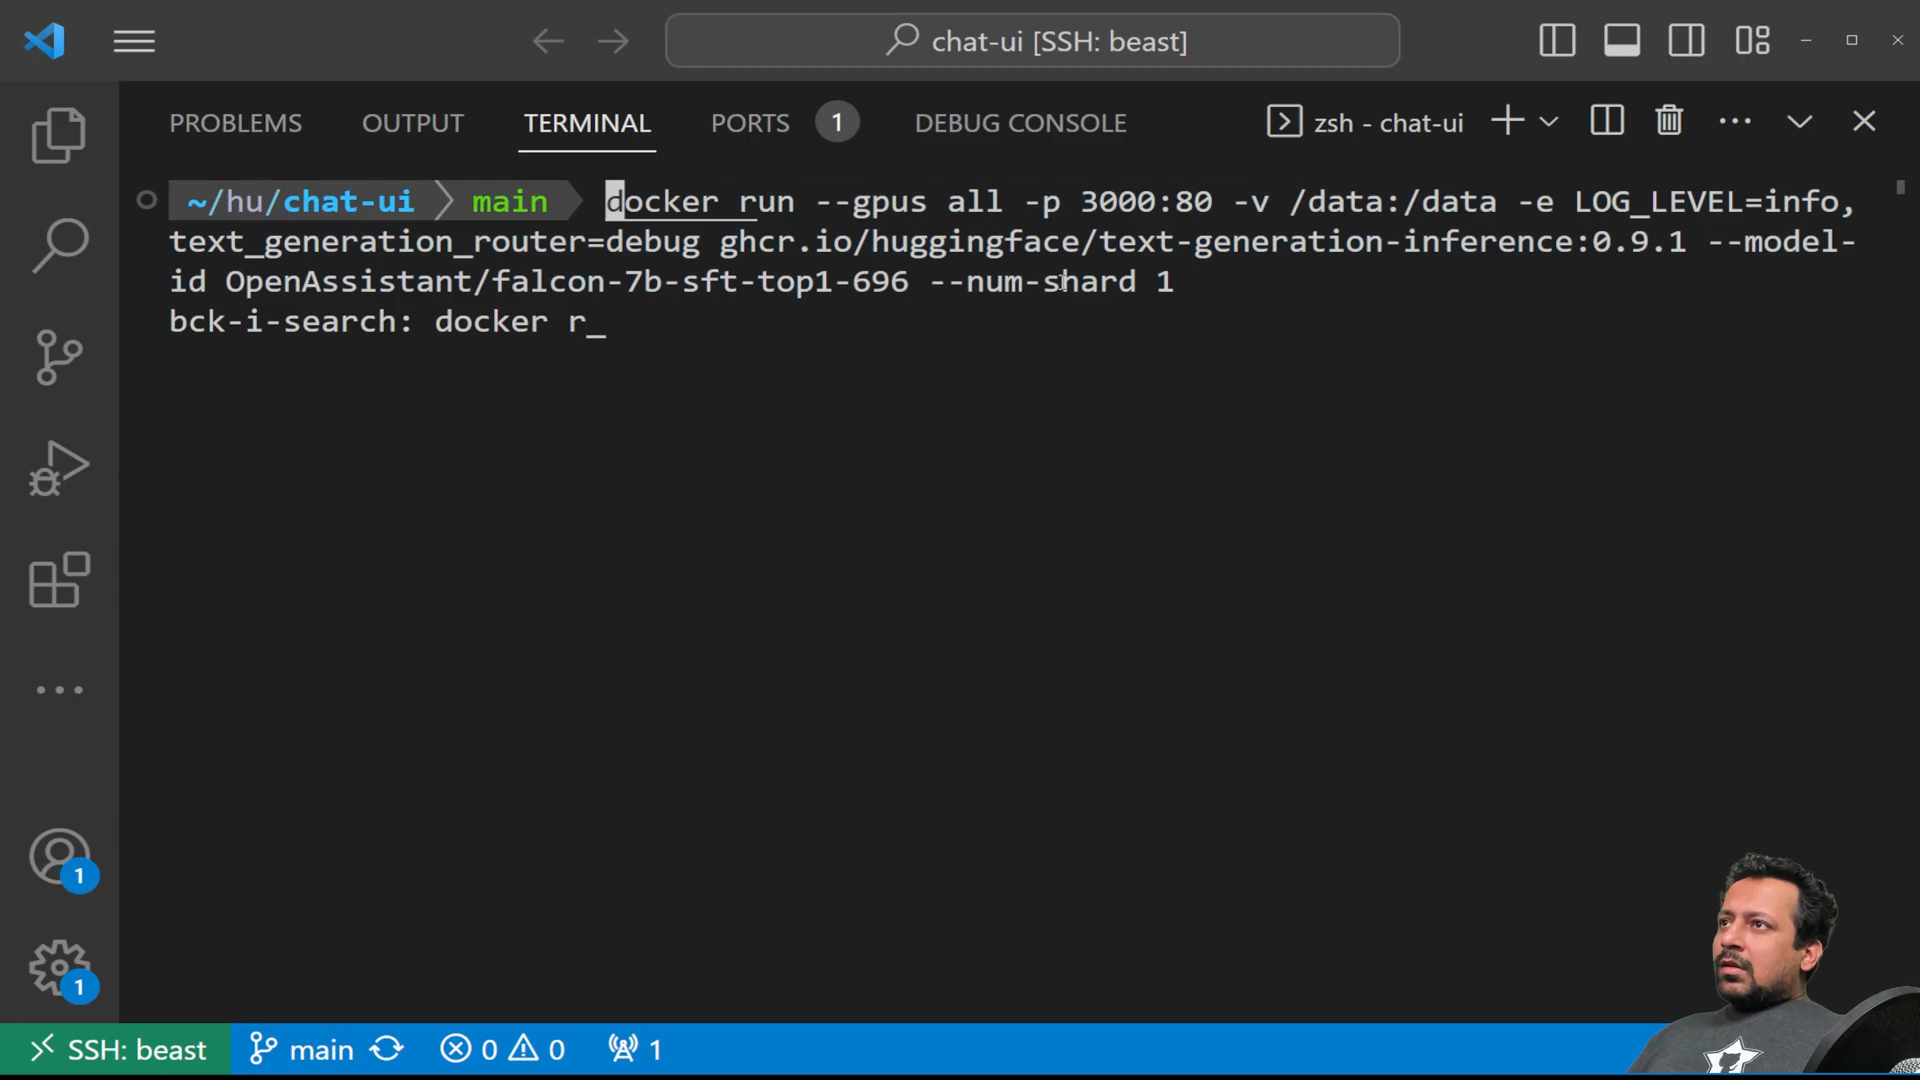 chat-ui [SSH: beast]
PROBLEMS OUTPUT TERMINAL PORTS 1 DEBUG CONSOLE zsh - chat-ui
~/hu/chat-ui main docker run --gpus all -p 3000:80 -v /data:/data -e LOG_LEVEL=info,
text_generation_router=debug ghcr.io/huggingface/text-generation-inference:0.9.1 --model-
id OpenAssistant/falcon-7b-sft-top1-696 --num-shard 1
bck-i-search: docker r_
1
1
SSH: beast main 0 0 1